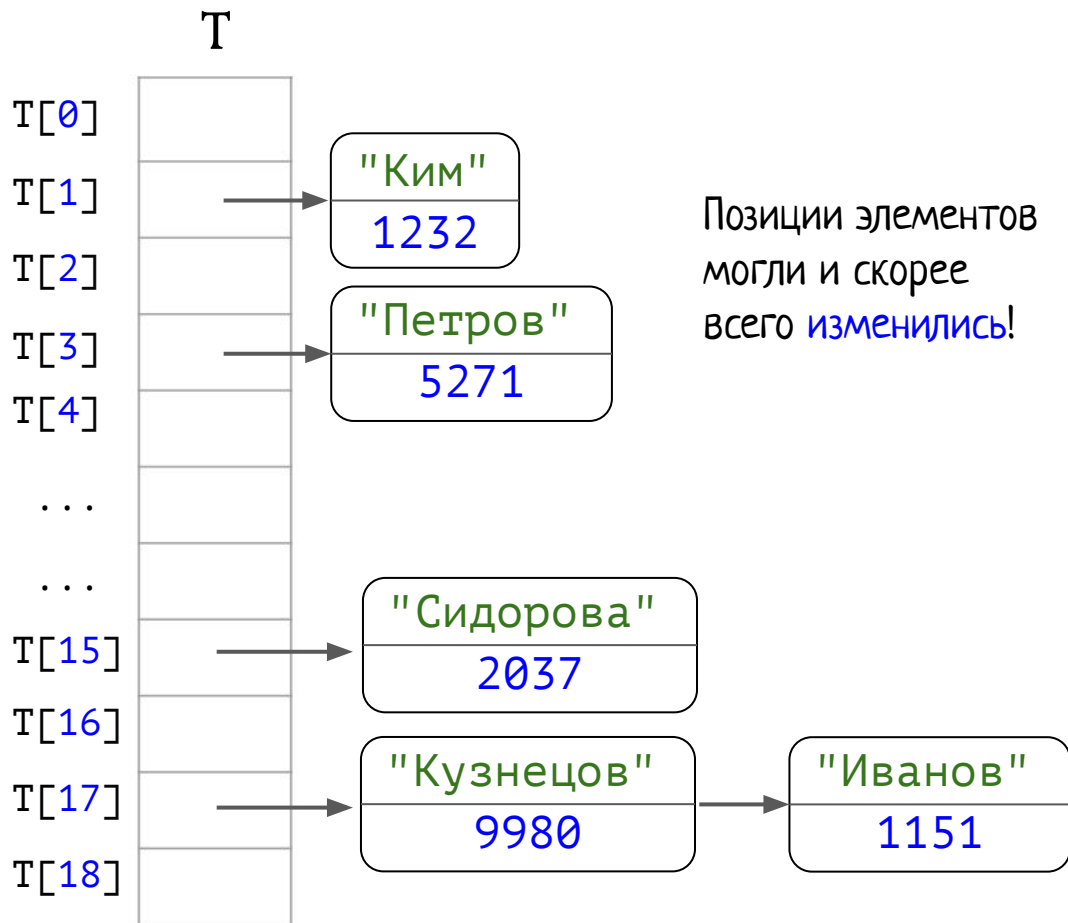 T
T[0]
"Ким"
T[1]
1232
Позиции элементов
могли и скорее
всего изменились!
T[2]
"Петров"
T[3]
5271
T[4]
...
...
"Сидорова"
T[15]
2037
T[16]
"Кузнецов" "Иванов"
T[17]
9980 1151
T[18]